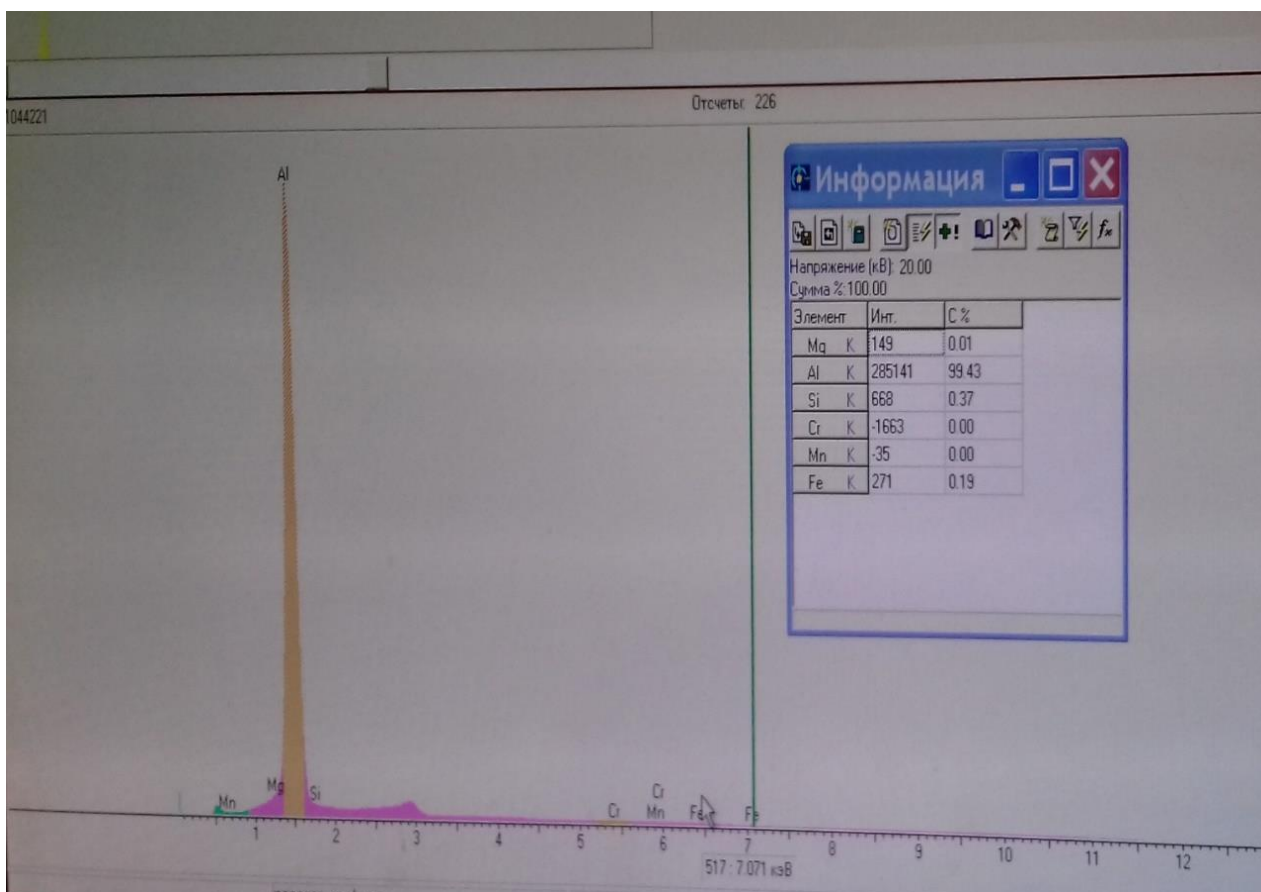 1044221
Отсчеты: 226
Al
Mg
Si
Mn
Cr
Cr
Mn
Fe
Fe
1 2 3 4 5 6 7 8 9 10 11 12
517 : 7.071 кэВ
Информация
Напряжение (кВ): 20.00
Сумма %:100.00
Элемент Инт. С %
Mg K 149 0.01
Al K 285141 99.43
Si K 668 0.37
Cr K -1663 0.00
Mn K -35 0.00
Fe K 271 0.19